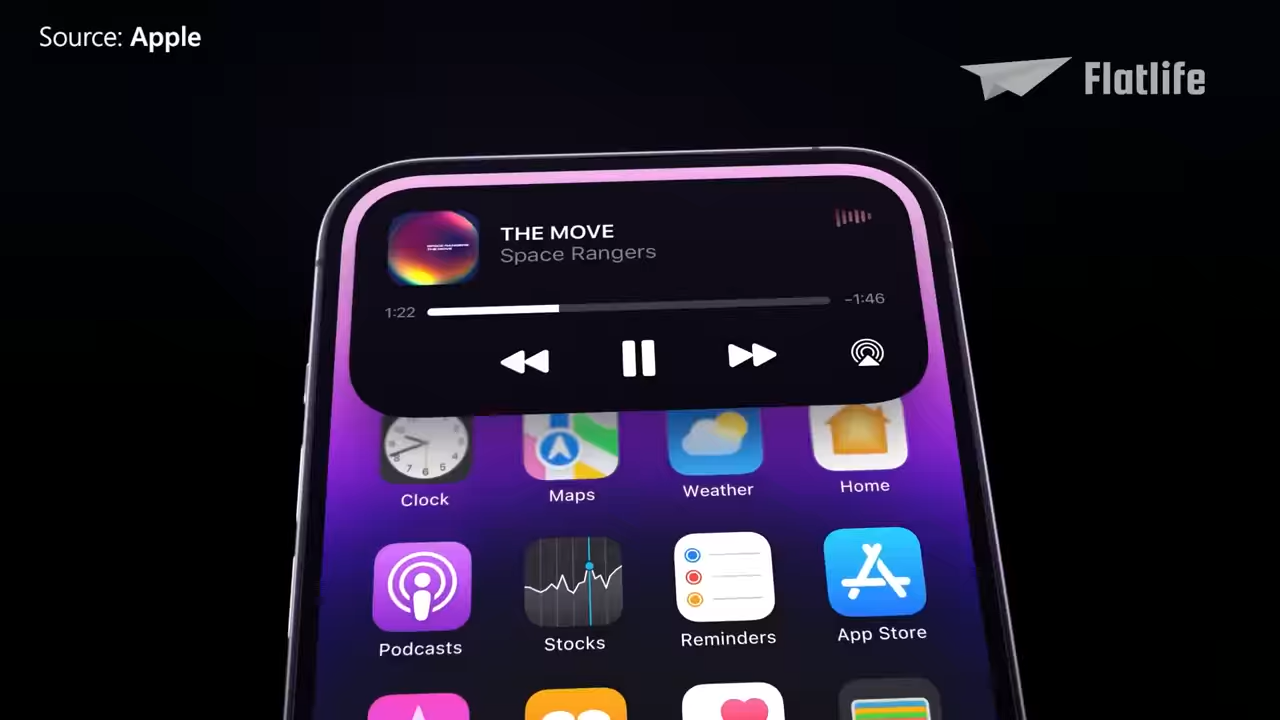 Source: Apple
Flatlife
THE MOVE
Space Rangers
1:22
-1:46
Clock
Maps
Weather
Home
Podcasts
Stocks
Reminders
App Store